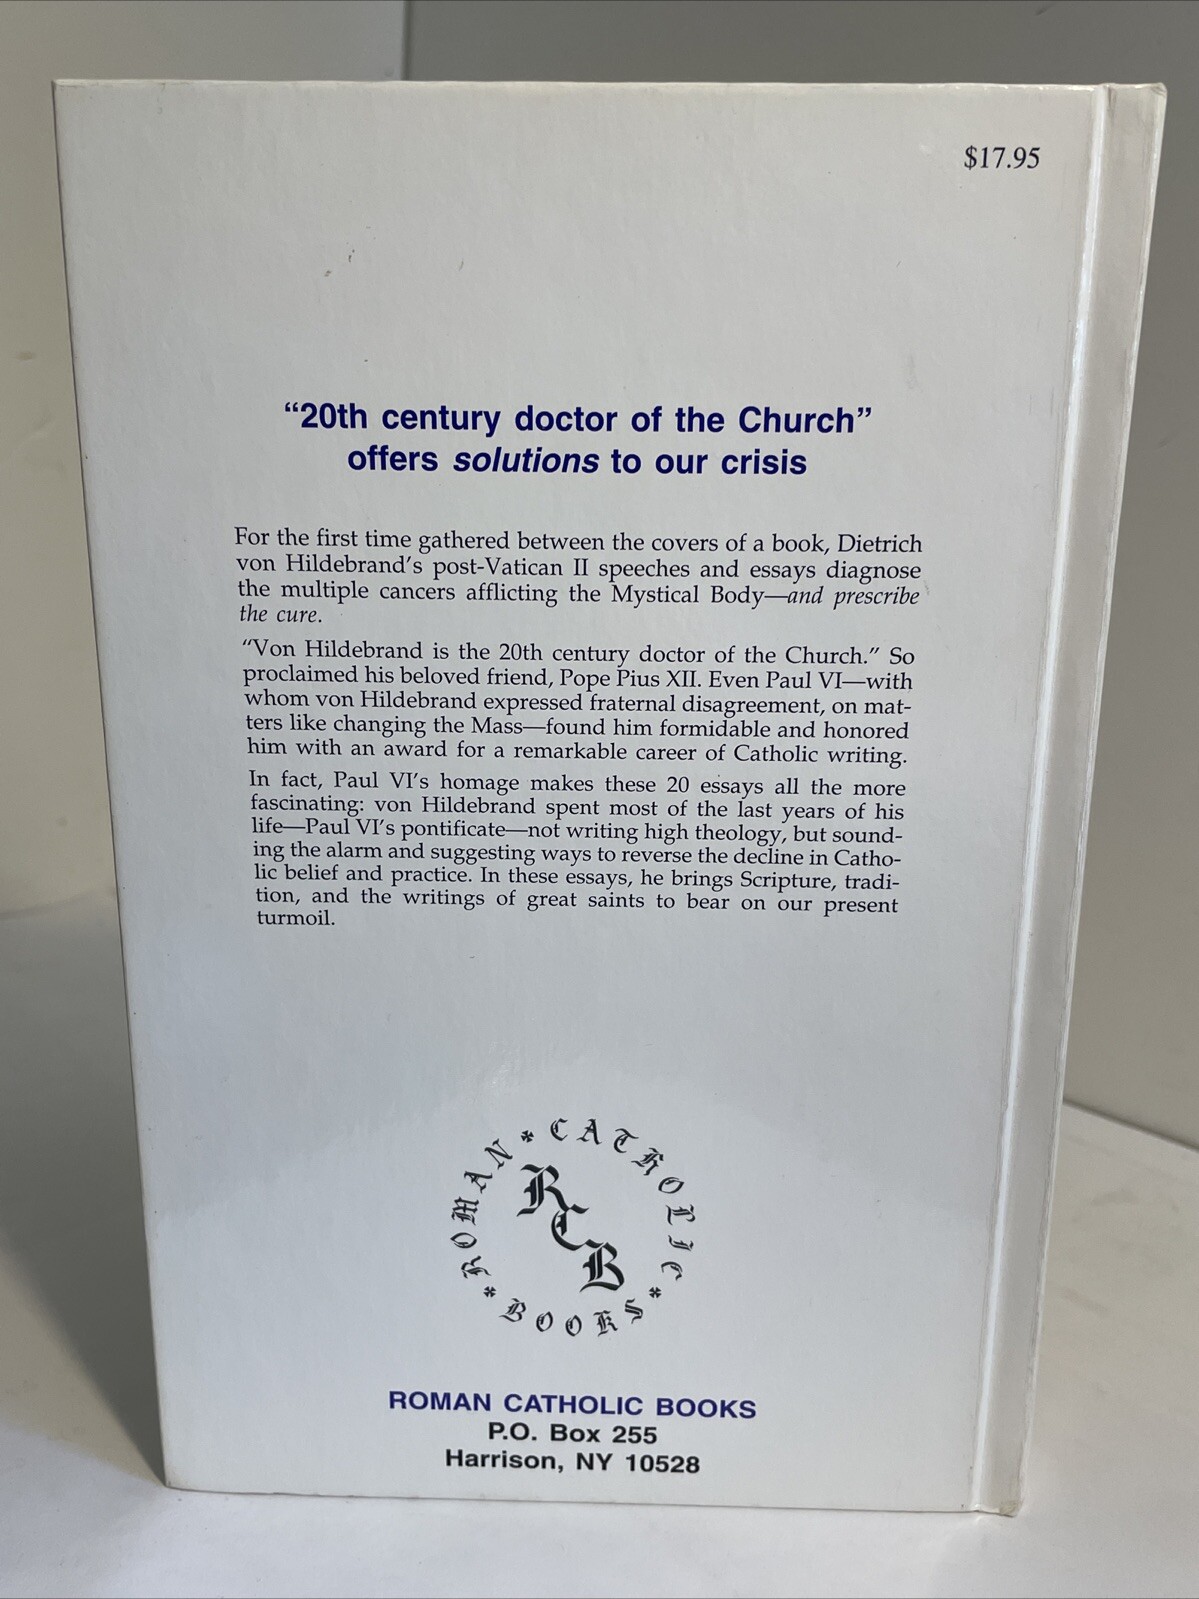 $17.95
“20th century doctor of the Church”
offers solutions to our crisis
For the first time gathered between the covers of a book, Dietrich
von Hildebrand’s post-Vatican II speeches and essays diagnose
the multiple cancers afflicting the Mystical Body—and prescribe
the cure.
“Von Hildebrand is the 20th century doctor of the Church.” So
proclaimed his beloved friend, Pope Pius XII. Even Paul VI—with
whom von Hildebrand expressed fraternal disagreement, on mat-
ters like changing the Mass—found him formidable and honored
him with an award for a remarkable career of Catholic writing.
In fact, Paul VI’s homage makes these 20 essays all the more
fascinating: von Hildebrand spent most of the last years of his
life—Paul VI’s pontificate—not writing high theology, but sound-
ing the alarm and suggesting ways to reverse the decline in Catho-
lic belief and practice. In these essays, he brings Scripture, tradi-
tion, and the writings of great saints to bear on our present
turmoil.
ROMAN CATHOLIC BOOKS
RCB
ROMAN CATHOLIC BOOKS
P.O. Box 255
Harrison, NY 10528